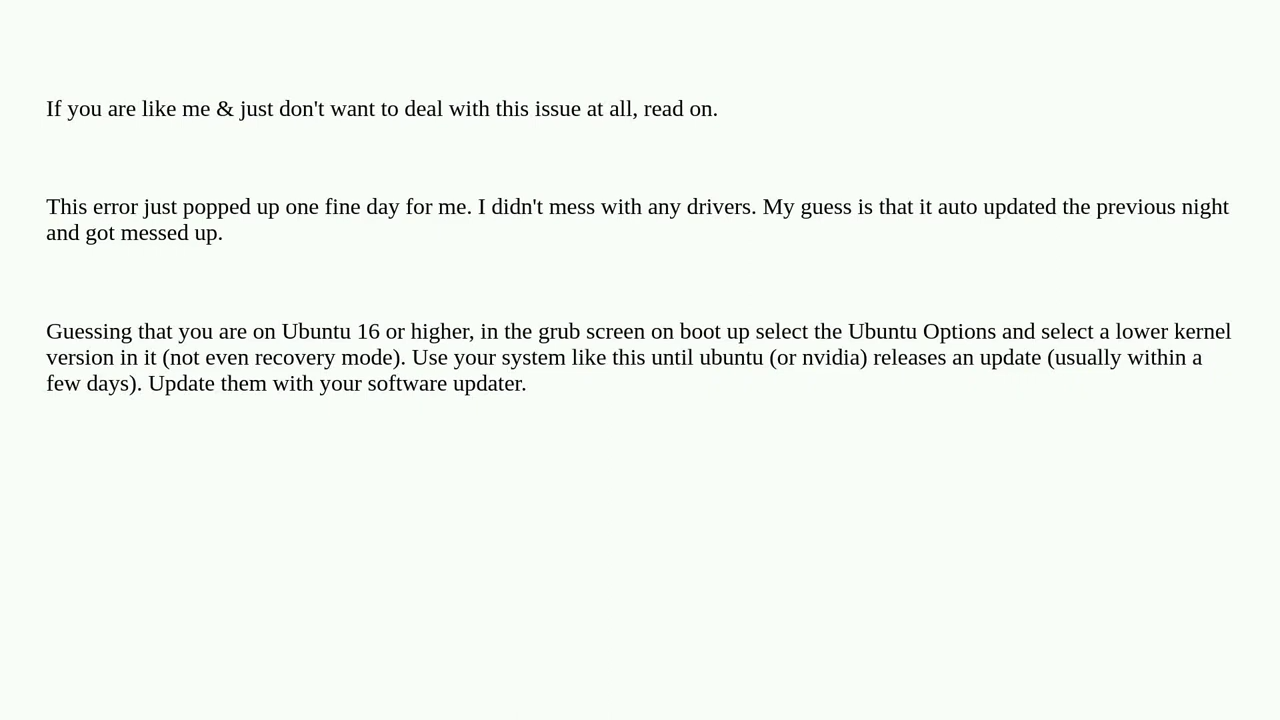 If you are like me & just don't want to deal with this issue at all, read on.
This error just popped up one fine day for me. I didn't mess with any drivers. My guess is that it auto updated the previous night
and got messed up.
Guessing that you are on Ubuntu 16 or higher, in the grub screen on boot up select the Ubuntu Options and select a lower kernel
version in it (not even recovery mode). Use your system like this until ubuntu (or nvidia) releases an update (usually within a
few days). Update them with your software updater.